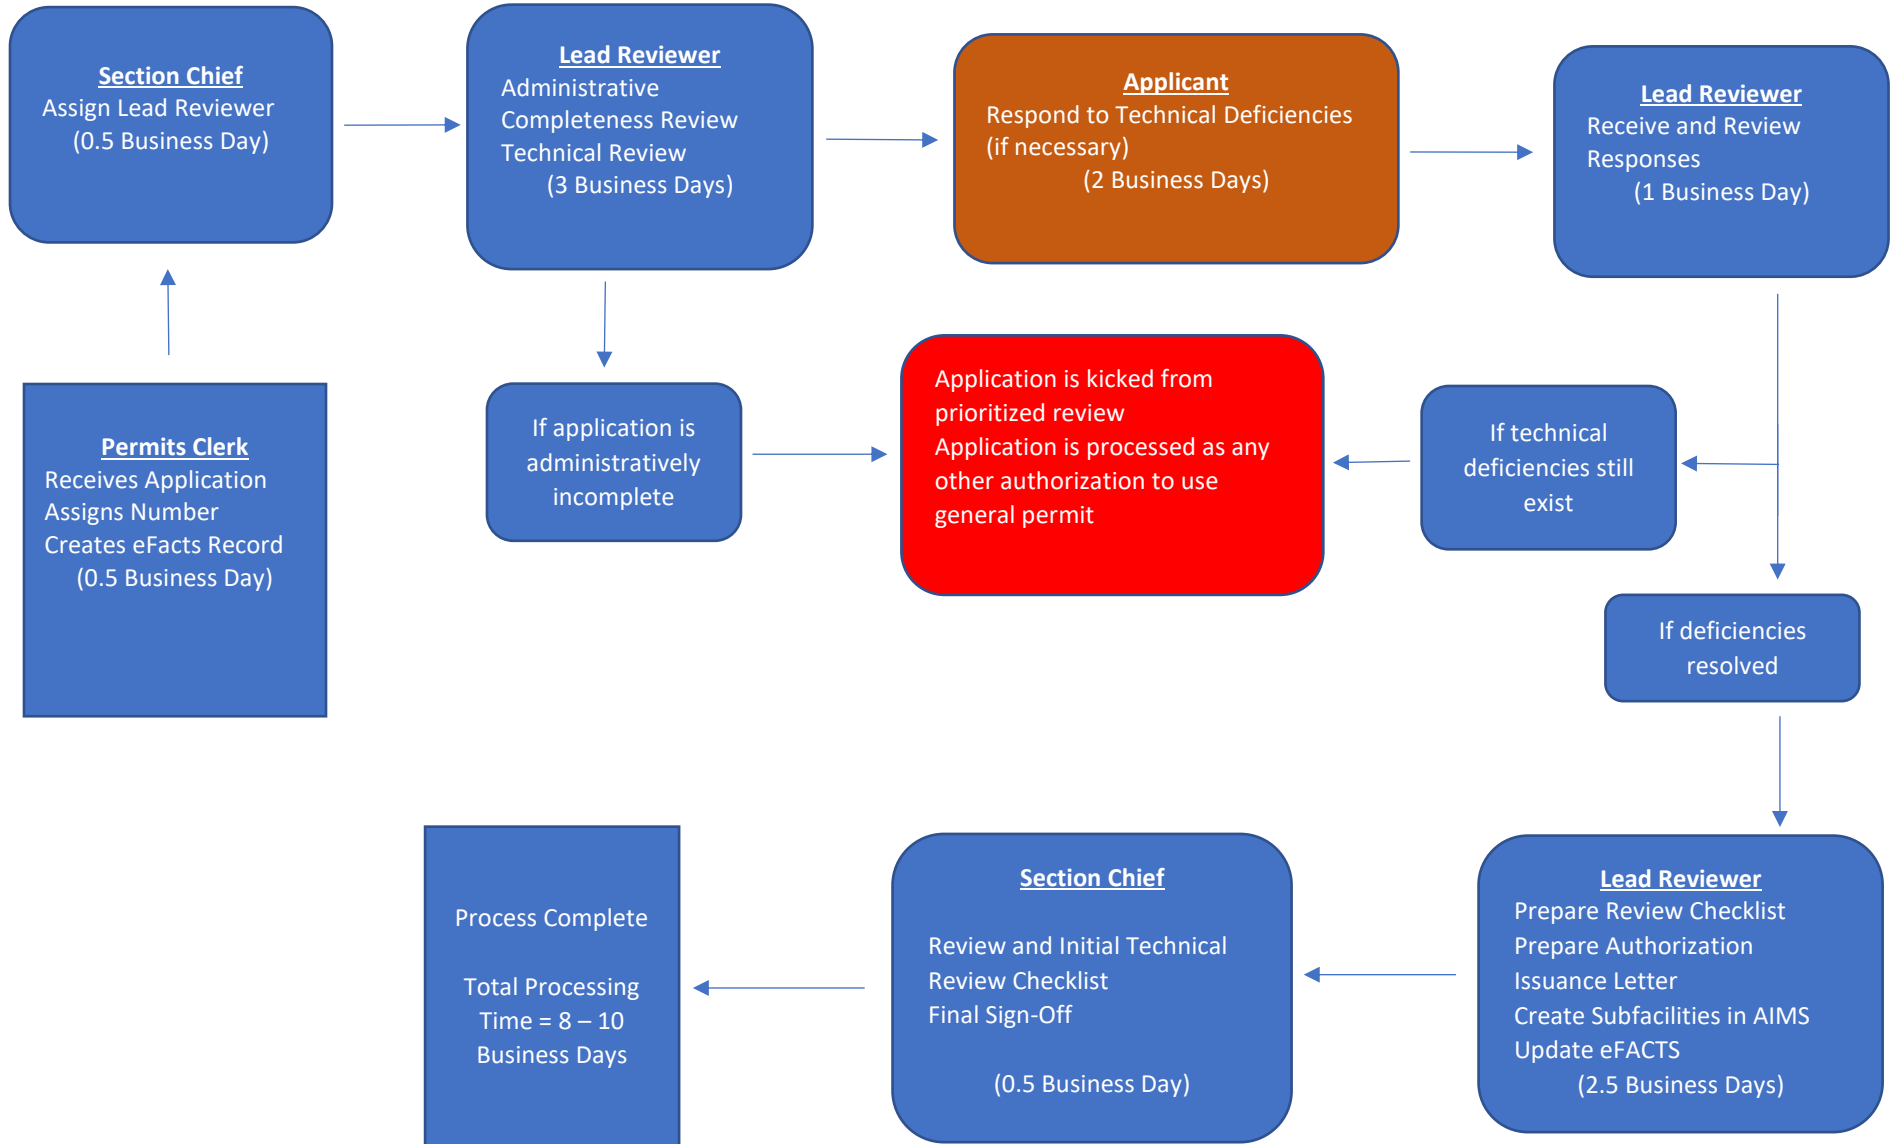 Section Chief
Assign Lead Reviewer
(0.5 Business Day)
Lead Reviewer
Administrative
Completeness Review
Technical Review
(3 Business Days)
Applicant
Respond to Technical Deficiencies
(if necessary)
(2 Business Days)
Lead Reviewer
Receive and Review
Responses
(1 Business Day)
Permits Clerk
Receives Application
Assigns Number
Creates eFacts Record
(0.5 Business Day)
If application is
administratively
incomplete
Application is kicked from
prioritized review
Application is processed as any
other authorization to use
general permit
If technical
deficiencies still
exist
If deficiencies
resolved
Process Complete
Total Processing
Time = 8 – 10
Business Days
Section Chief
Review and Initial Technical
Review Checklist
Final Sign-Off
(0.5 Business Day)
Lead Reviewer
Prepare Review Checklist
Prepare Authorization
Issuance Letter
Create Subfacilities in AIMS
Update eFACTS
(2.5 Business Days)